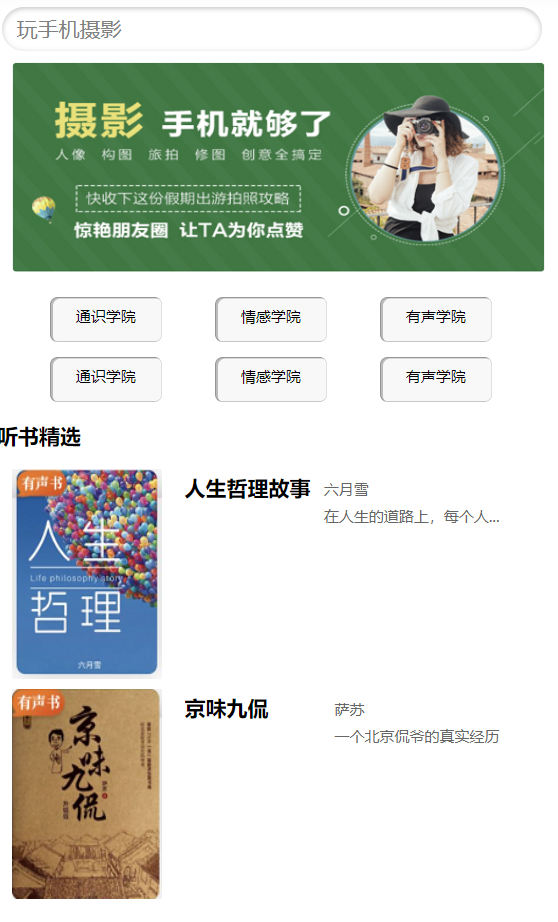 玩手机摄影
摄影 手机就够了
人像 构图 旅拍 修图 创意全搞定
快收下这份假期出游拍照攻略
惊艳朋友圈 让TA为你点赞
通识学院 情感学院 有声学院
通识学院 情感学院 有声学院
听书精选
有声书
人生
Life philosophy story
哲理
六月雪
人生哲理故事 六月雪
在人生的道路上，每个人...
有声书
京味九侃
升级版
京味九侃 萨苏
一个北京侃爷的真实经历